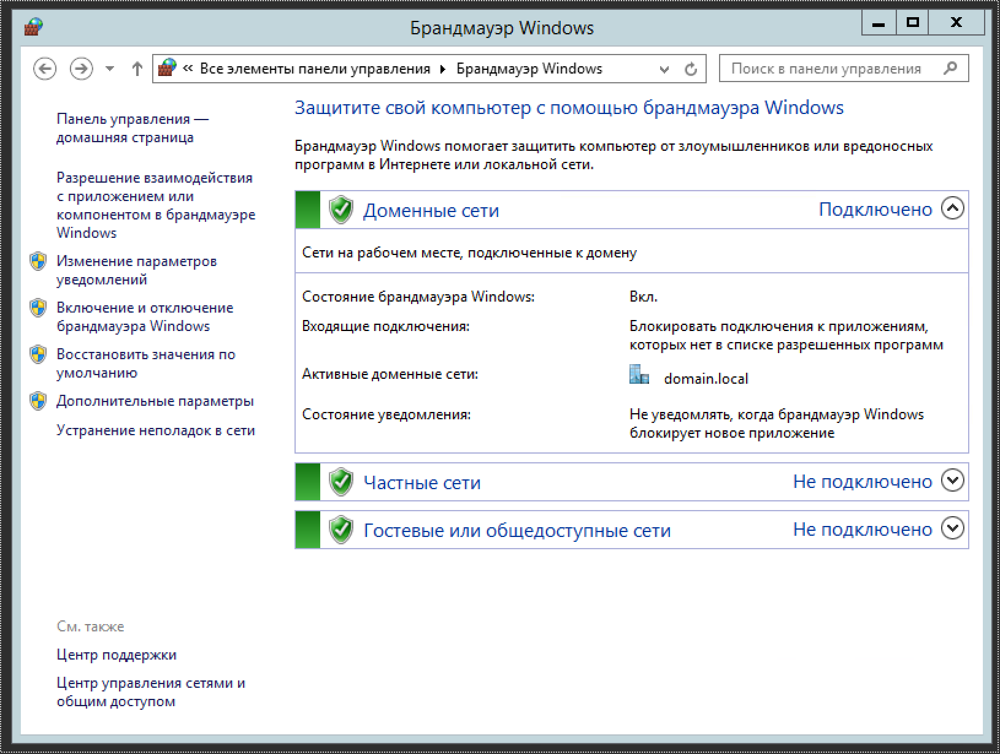 Брандмауэр Windows
« Все элементы панели управления Брандмауэр Windows
Поиск в панели управления
Панель управления —
домашняя страница
Разрешение взаимодействия
с приложением или
компонентом в брандмауэре
Windows
Изменение параметров
уведомлений
Включение и отключение
брандмауэра Windows
Восстановить значения по
умолчанию
Дополнительные параметры
Устранение неполадок в сети
См. также
Центр поддержки
Центр управления сетями и
общим доступом
Защитите свой компьютер с помощью брандмауэра Windows
Брандмауэр Windows помогает защитить компьютер от злоумышленников или вредоносных
программ в Интернете или локальной сети.
Доменные сети Подключено
Сети на рабочем месте, подключенные к домену
Состояние брандмауэра Windows: Вкл.
Входящие подключения: Блокировать подключения к приложениям,
которых нет в списке разрешенных программ
Активные доменные сети: domain.local
Состояние уведомления: Не уведомлять, когда брандмауэр Windows
блокирует новое приложение
Частные сети Не подключено
Гостевые или общедоступные сети Не подключено